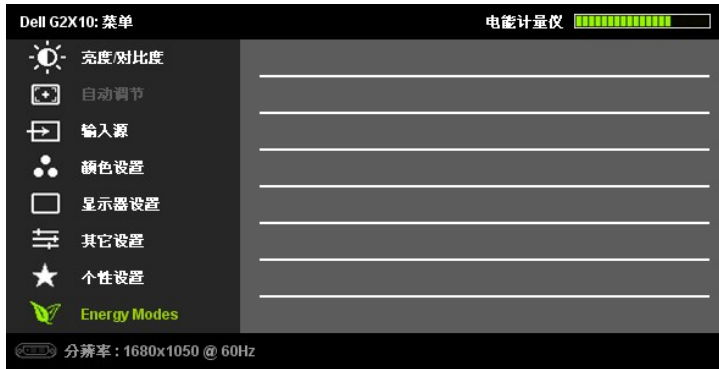 Dell G2X10: 菜单 电能计量仪
亮度/对比度
自动调节
输入源
颜色设置
显示器设置
其它设置
个性设置
Energy Modes
分辨率 : 1680x1050 @ 60Hz